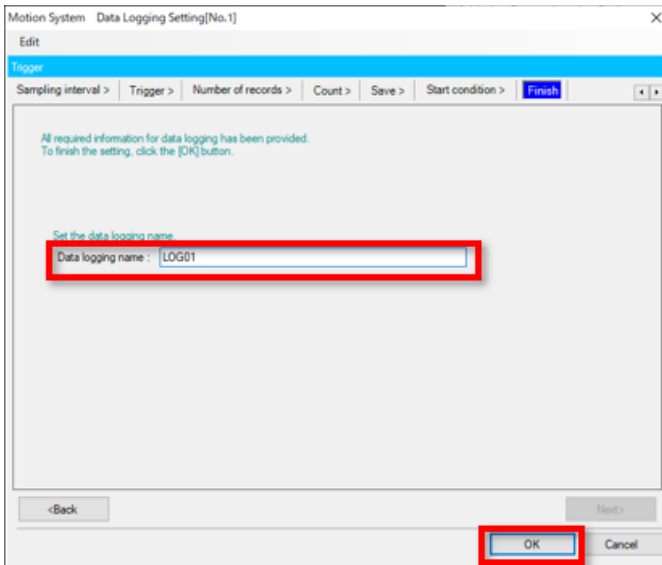 Motion System   Data Logging Setting[No.1]
Edit
Trigger
Sampling interval > Trigger > Number of records > Count > Save > Start condition > Finish
All required information for data logging has been provided.
To finish the setting, click the [OK] button.
Set the data logging name.
Data logging name : LOG01
<Back Next>
OK Cancel